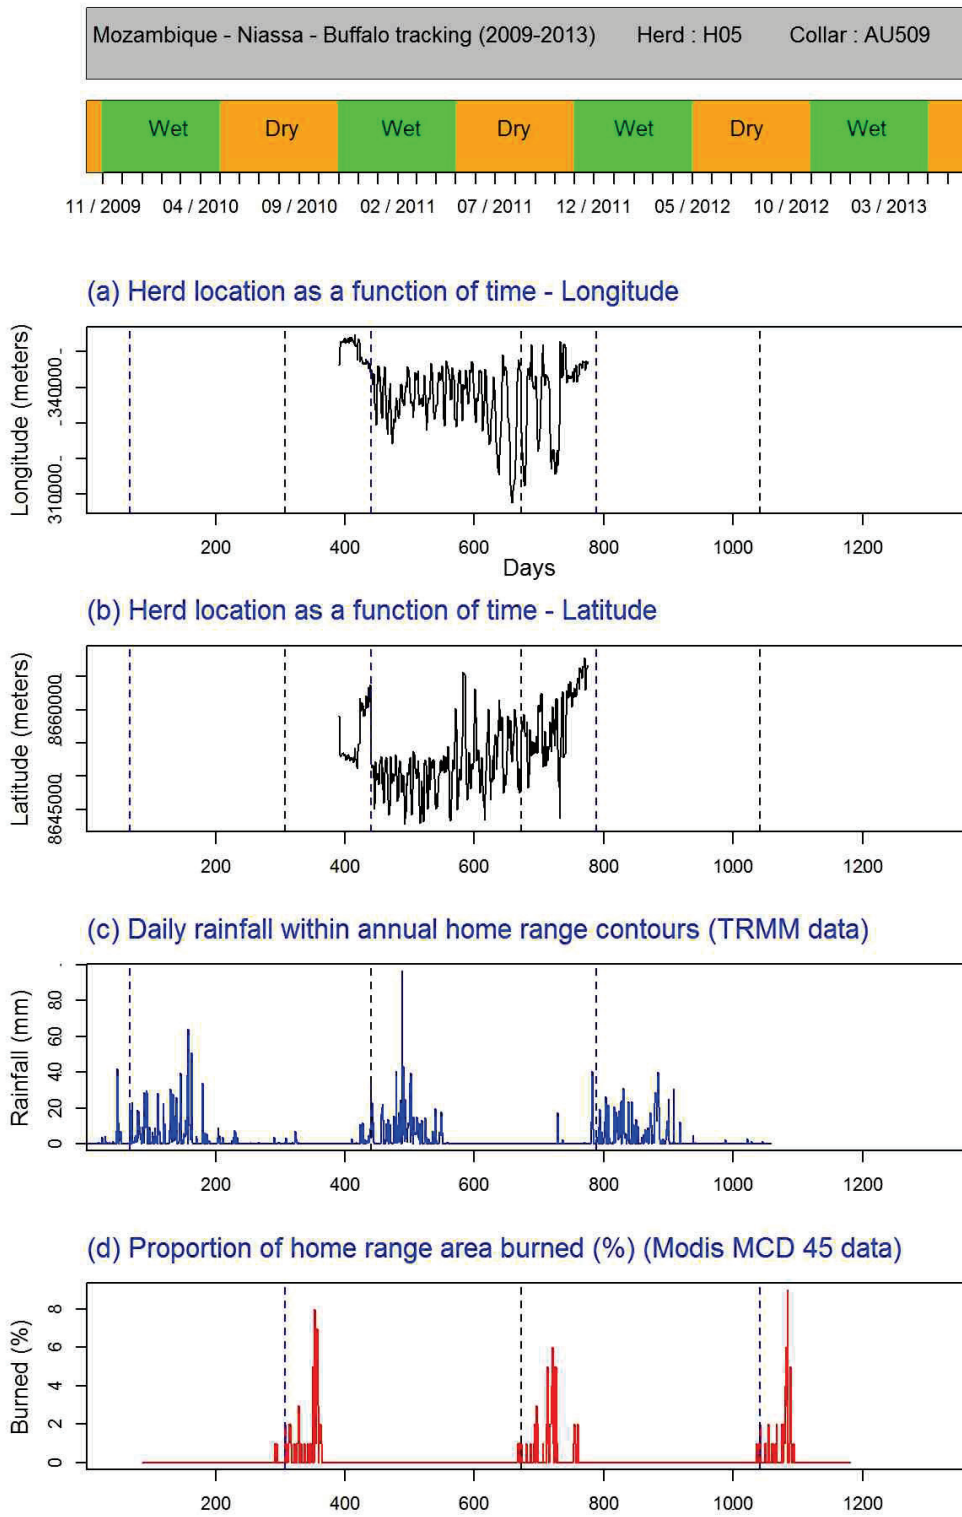 Mozambique - Niassa - Buffalo tracking (2009-2013) Herd : H05 Collar : AU509
Wet Dry Wet Dry Wet Dry Wet
11 / 2009 04 / 2010 09 / 2010 02 / 2011 07 / 2011 12 / 2011 05 / 2012 10 / 2012 03 / 2013
(a) Herd location as a function of time - Longitude
Longitude (meters)
340000
310000
200 400 600 800 1000 1200
Days
(b) Herd location as a function of time - Latitude
Latitude (meters)
8660000
8645000
200 400 600 800 1000 1200
(c) Daily rainfall within annual home range contours (TRMM data)
Rainfall (mm)
80
60
40
20
0
200 400 600 800 1000 1200
(d) Proportion of home range area burned (%) (Modis MCD 45 data)
Burned (%)
8
6
4
2
0
200 400 600 800 1000 1200